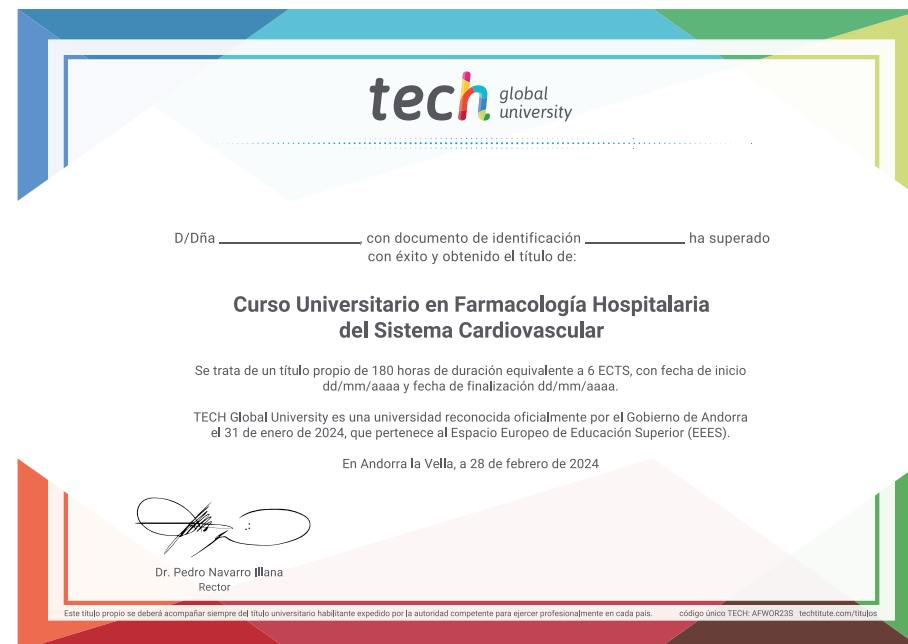 tech global university
D/Dña ____________________, con documento de identificación ______________ ha superado
con éxito y obtenido el título de:
Curso Universitario en Farmacología Hospitalaria
del Sistema Cardiovascular
Se trata de un título propio de 180 horas de duración equivalente a 6 ECTS, con fecha de inicio
dd/mm/aaaa y fecha de finalización dd/mm/aaaa.
TECH Global University es una universidad reconocida oficialmente por el Gobierno de Andorra
el 31 de enero de 2024, que pertenece al Espacio Europeo de Educación Superior (EEES).
En Andorra la Vella, a 28 de febrero de 2024
Dr. Pedro Navarro Illana
Rector
Este título propio se deberá acompañar siempre del título universitario habilitante expedido por la autoridad competente para ejercer profesionalmente en cada país. código único TECH: AFWOR23S techtitute.com/titulos